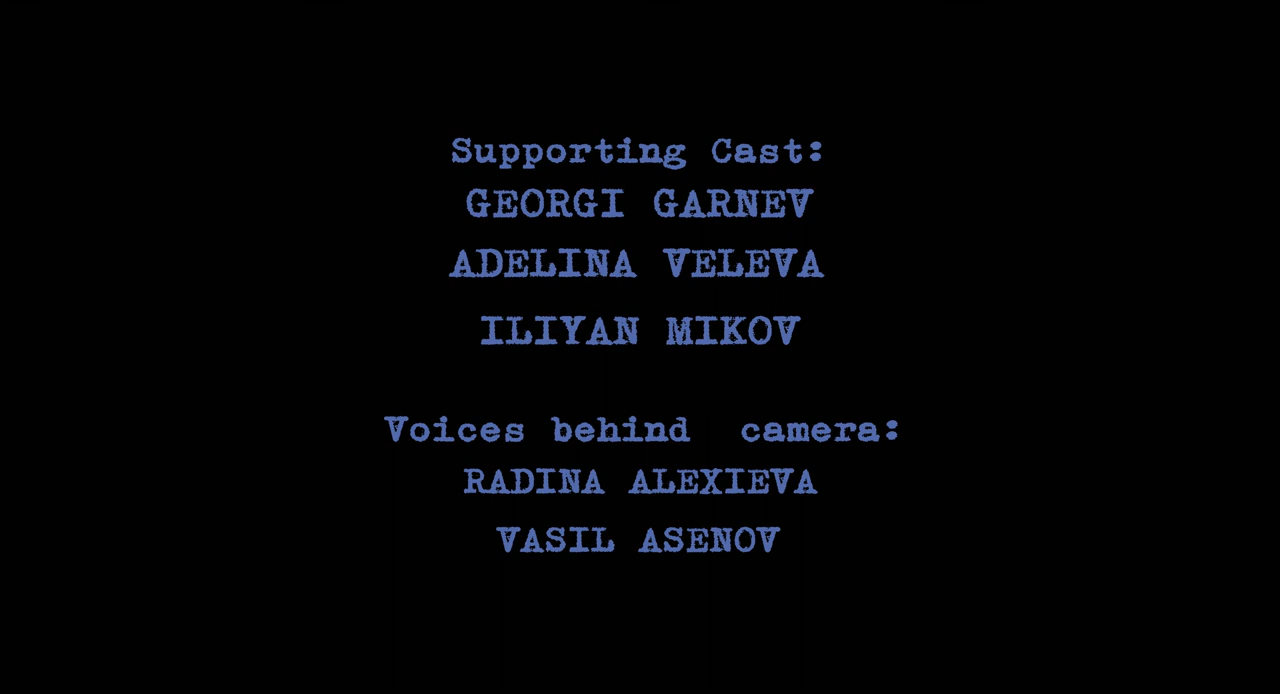 Supporting Cast:
GEORGI GARNEV
ADELINA VELEVA
ILIYAN MIKOV
Voices behind camera:
RADINA ALEXIEVA
VASIL ASENOV